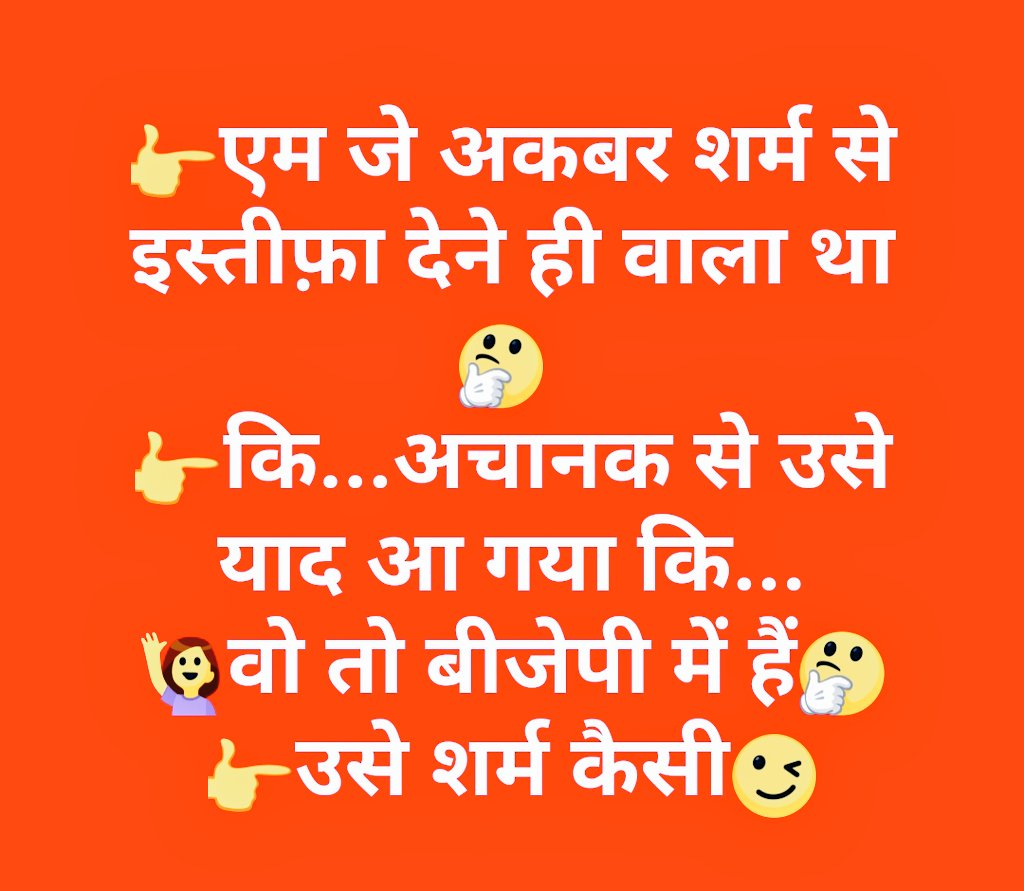 👉एम जे अकबर शर्म से
इस्तीफ़ा देने ही वाला था
🤔
👉कि...अचानक से उसे
याद आ गया कि...
🙋वो तो बीजेपी में हैं🤔
👉उसे शर्म कैसी😉